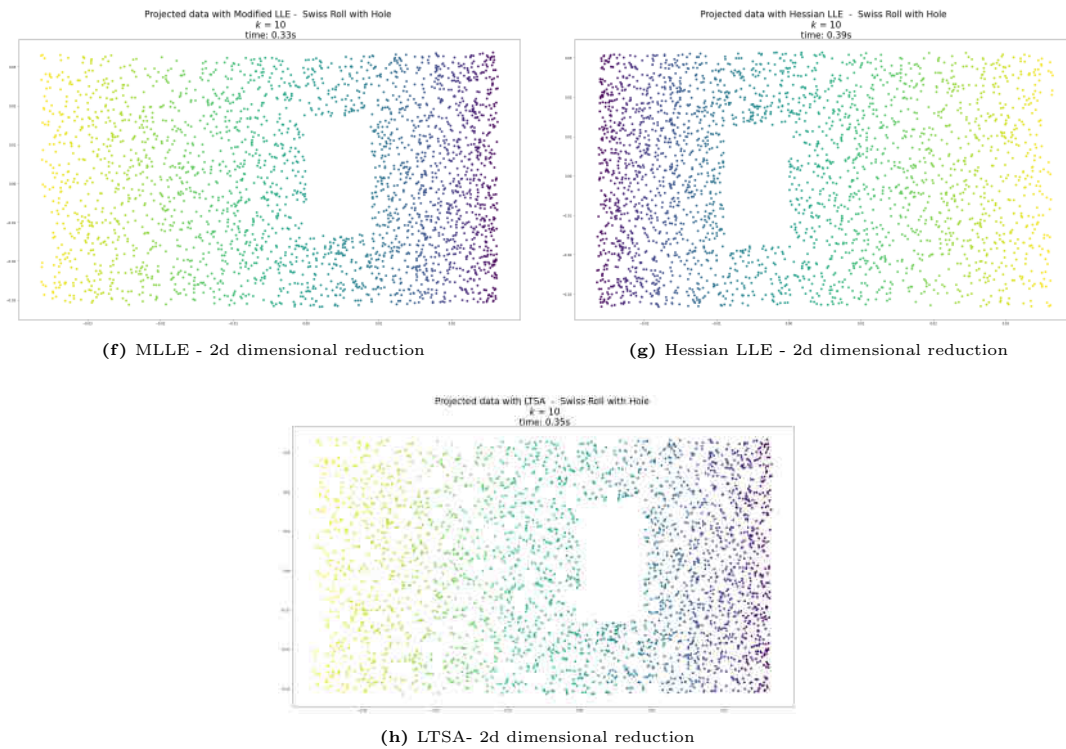 Projected data with Modified LLE - Swiss Roll with Hole
k = 10
time: 0.33s
(f) MLLE - 2d dimensional reduction
Projected data with Hessian LLE - Swiss Roll with Hole
k = 10
time: 0.39s
(g) Hessian LLE - 2d dimensional reduction
Projected data with LTSA - Swiss Roll with Hole
k = 10
time: 0.35s
(h) LTSA- 2d dimensional reduction